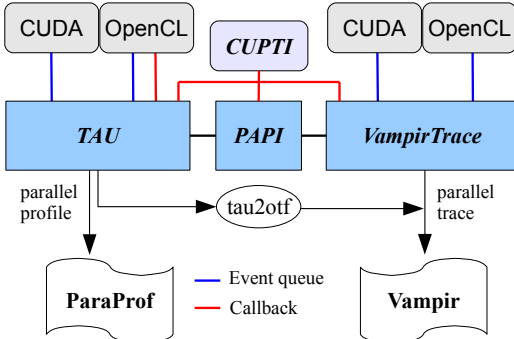 CUDA
OpenCL
CUPTI
CUDA
OpenCL
TAU
PAPI
VampirTrace
parallel
profile
tau2otf
parallel
trace
ParaProf
Event queue
Callback
Vampir